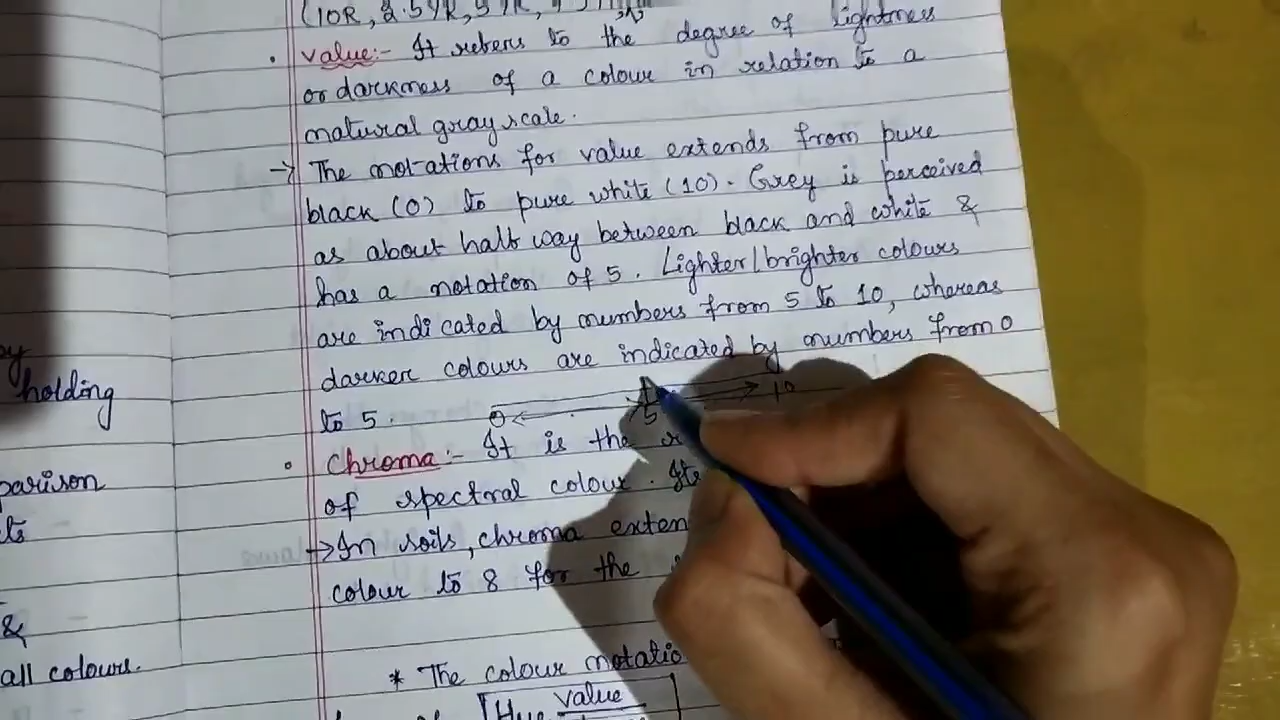 (10R, 2.5YR, 5YR,
• Value:- It refers to the degree of lightness
or darkness of a colour in relation to a
natural gray scale.
→ The notations for value extends from pure
black (0) to pure white (10). Grey is perceived
as about half way between black and white &
has a notation of 5. Lighter/brighter colours
are indicated by numbers from 5 to 10, whereas
darker colours are indicated by numbers from 0
to 5. 0 5 10
• Chroma:- It is the
of spectral colour. Its
→ In soils, chroma exten
colour to 8 for the
* The colour notatio
Hue value
holding
parison
&
all colours.